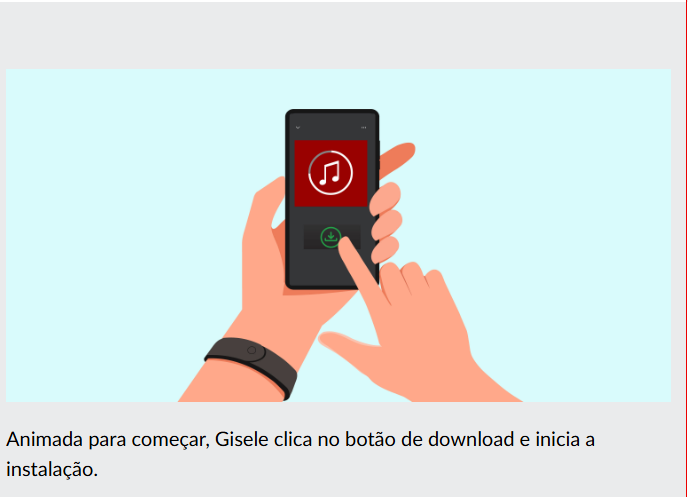 Animada para começar, Gisele clica no botão de download e inicia a
instalação.